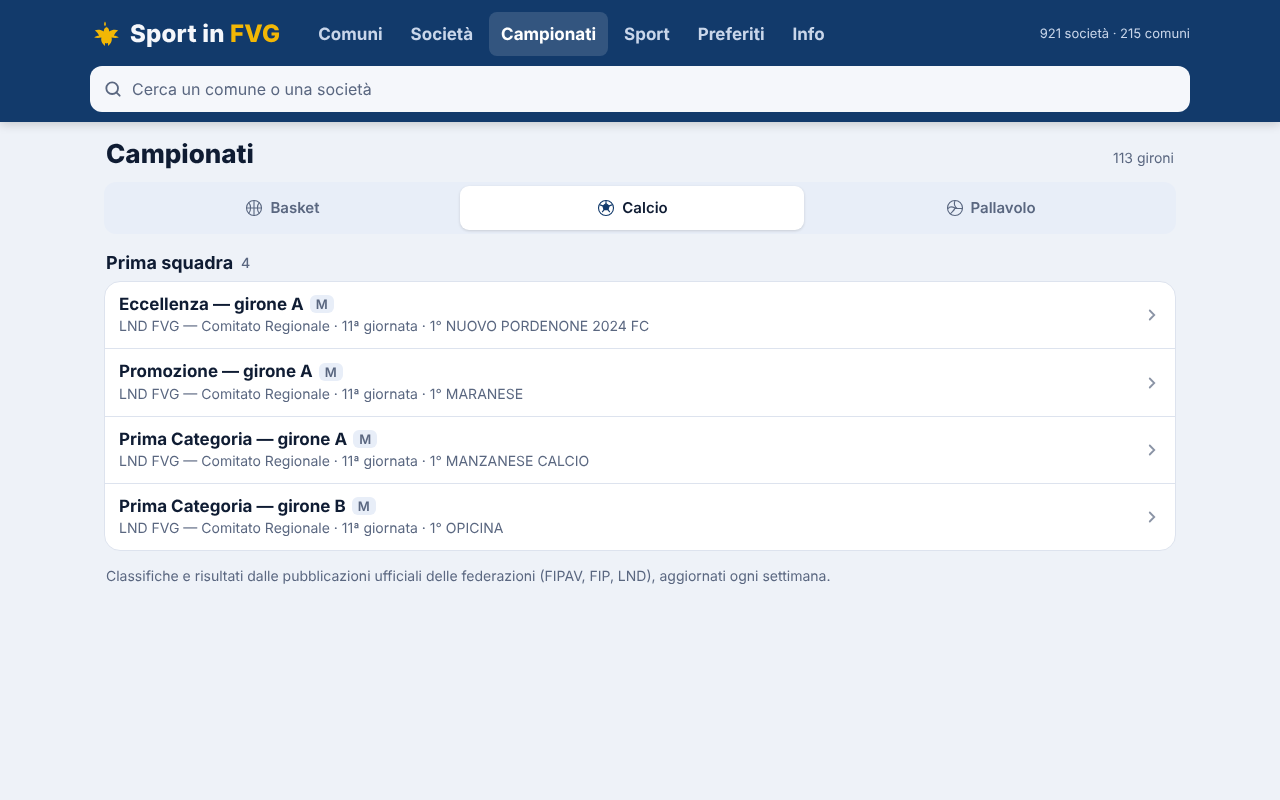 Sport in FVG
Comuni
Società
Campionati
Sport
Preferiti
Info
921 società · 215 comuni
Cerca un comune o una società
Campionati
113 gironi
Basket
Calcio
Pallavolo
Prima squadra 4
Eccellenza — girone A M
LND FVG — Comitato Regionale · 11ª giornata · 1° NUOVO PORDENONE 2024 FC
Promozione — girone A M
LND FVG — Comitato Regionale · 11ª giornata · 1° MARANESE
Prima Categoria — girone A M
LND FVG — Comitato Regionale · 11ª giornata · 1° MANZANESE CALCIO
Prima Categoria — girone B M
LND FVG — Comitato Regionale · 11ª giornata · 1° OPICINA
Classifiche e risultati dalle pubblicazioni ufficiali delle federazioni (FIPAV, FIP, LND), aggiornati ogni settimana.